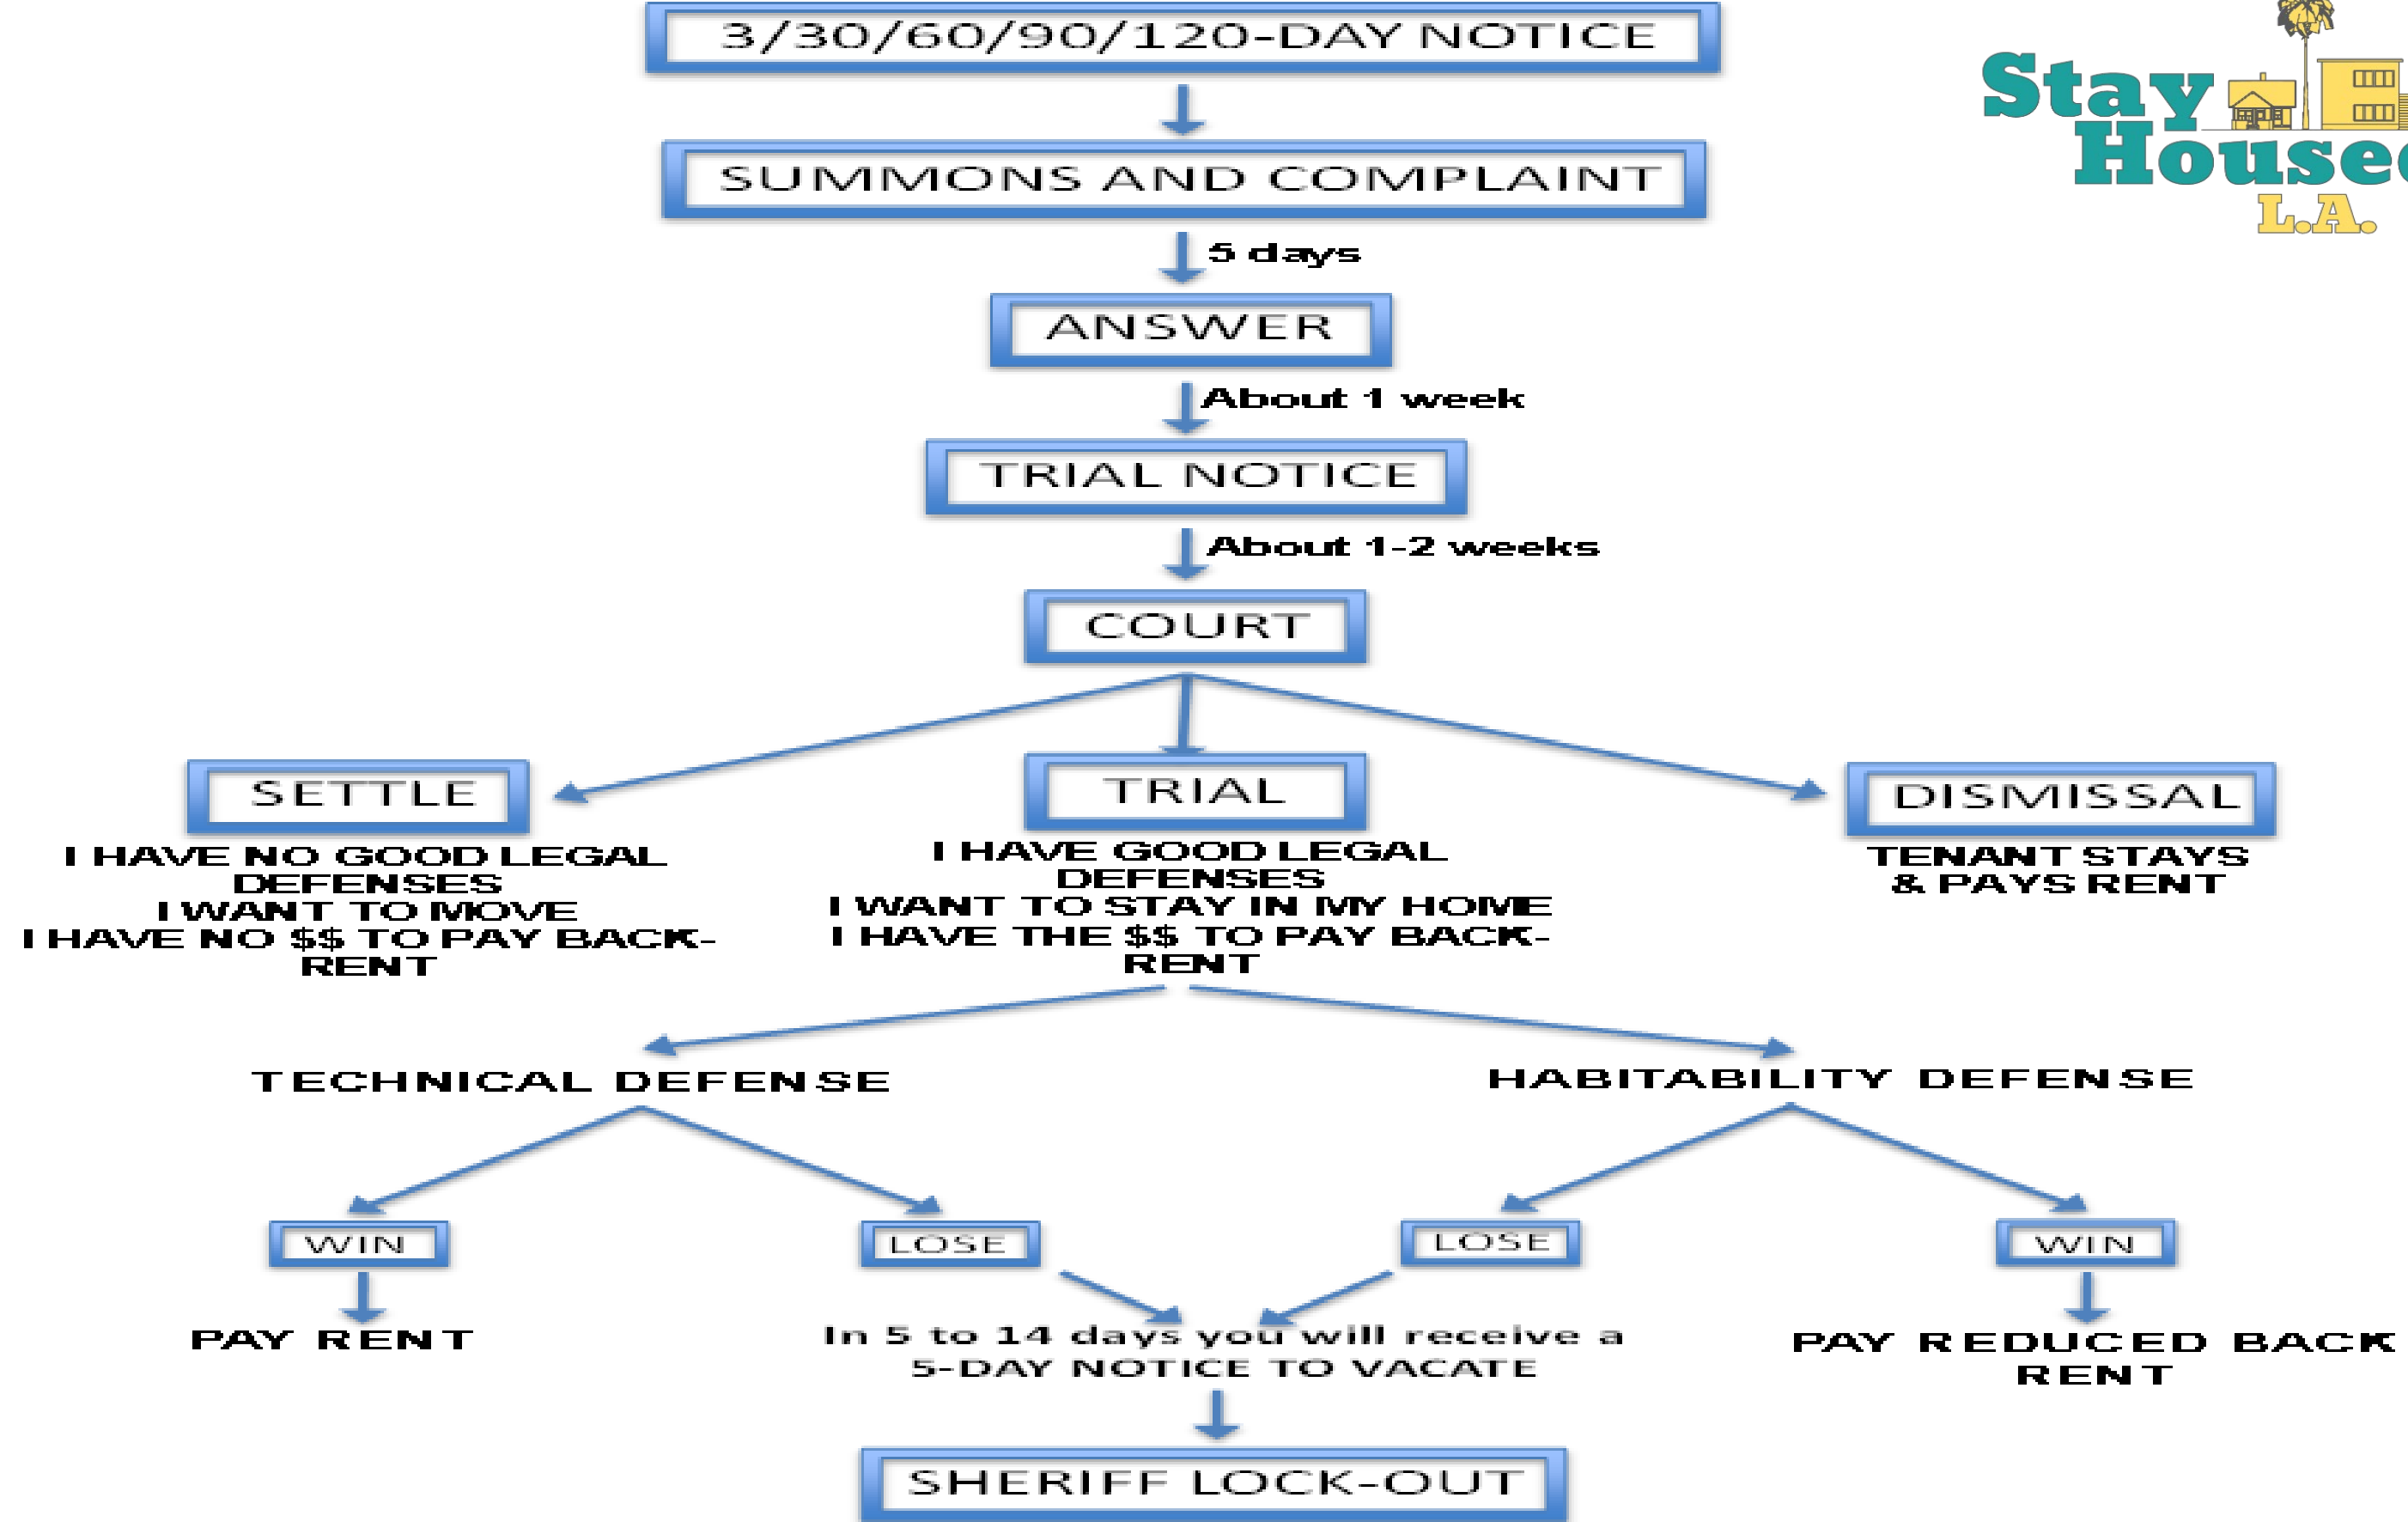 3/30/60/90/120-DAY NOTICE
Stay
Housed
L.A.
SUMMONS AND COMPLAINT
5 days
ANSWER
About 1 week
TRIAL NOTICE
About 1-2 weeks
COURT
SETTLE
I HAVE NO GOOD LEGAL
DEFENSES
I WANT TO MOVE
I HAVE NO $$ TO PAY BACK-
RENT
TRIAL
I HAVE GOOD LEGAL
DEFENSES
I WANT TO STAY IN MY HOME
I HAVE THE $$ TO PAY BACK-
RENT
DISMISSAL
TENANT STAYS
& PAYS RENT
TECHNICAL DEFENSE
HABITABILITY DEFENSE
WIN
LOSE
LOSE
WIN
PAY RENT
In 5 to 14 days you will receive a
5-DAY NOTICE TO VACATE
PAY REDUCED BACK
RENT
SHERIFF LOCK-OUT